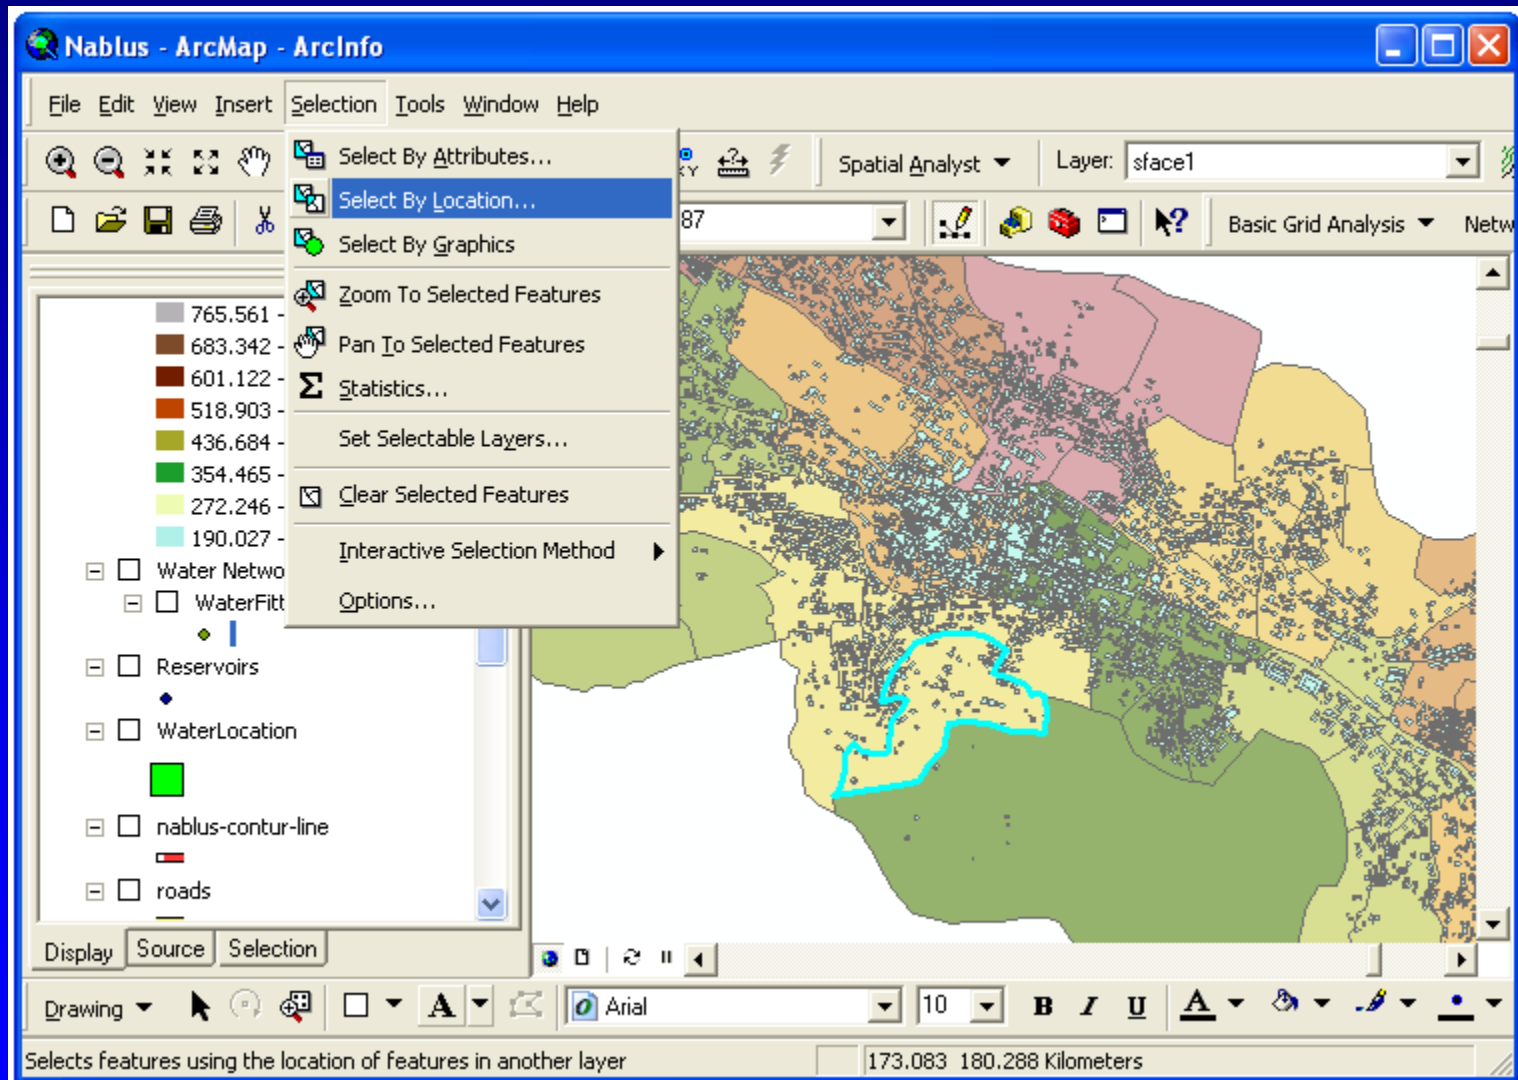 Nablus - ArcMap - ArcInfo
File Edit View Insert Selection Tools Window Help
Select By Attributes...
Select By Location...
Select By Graphics
Zoom To Selected Features
Pan To Selected Features
Statistics...
Set Selectable Layers...
Clear Selected Features
Interactive Selection Method
Options...
Spatial Analyst Layer: sface1
87 Basic Grid Analysis Netw
765.561 -
683.342 -
601.122 -
518.903 -
436.684 -
354.465 -
272.246 -
190.027 -
Water Netwo
WaterFitt
Reservoirs
WaterLocation
nablus-contur-line
roads
Display Source Selection
Drawing A Arial 10 B I U A
Selects features using the location of features in another layer 173.083 180.288 Kilometers